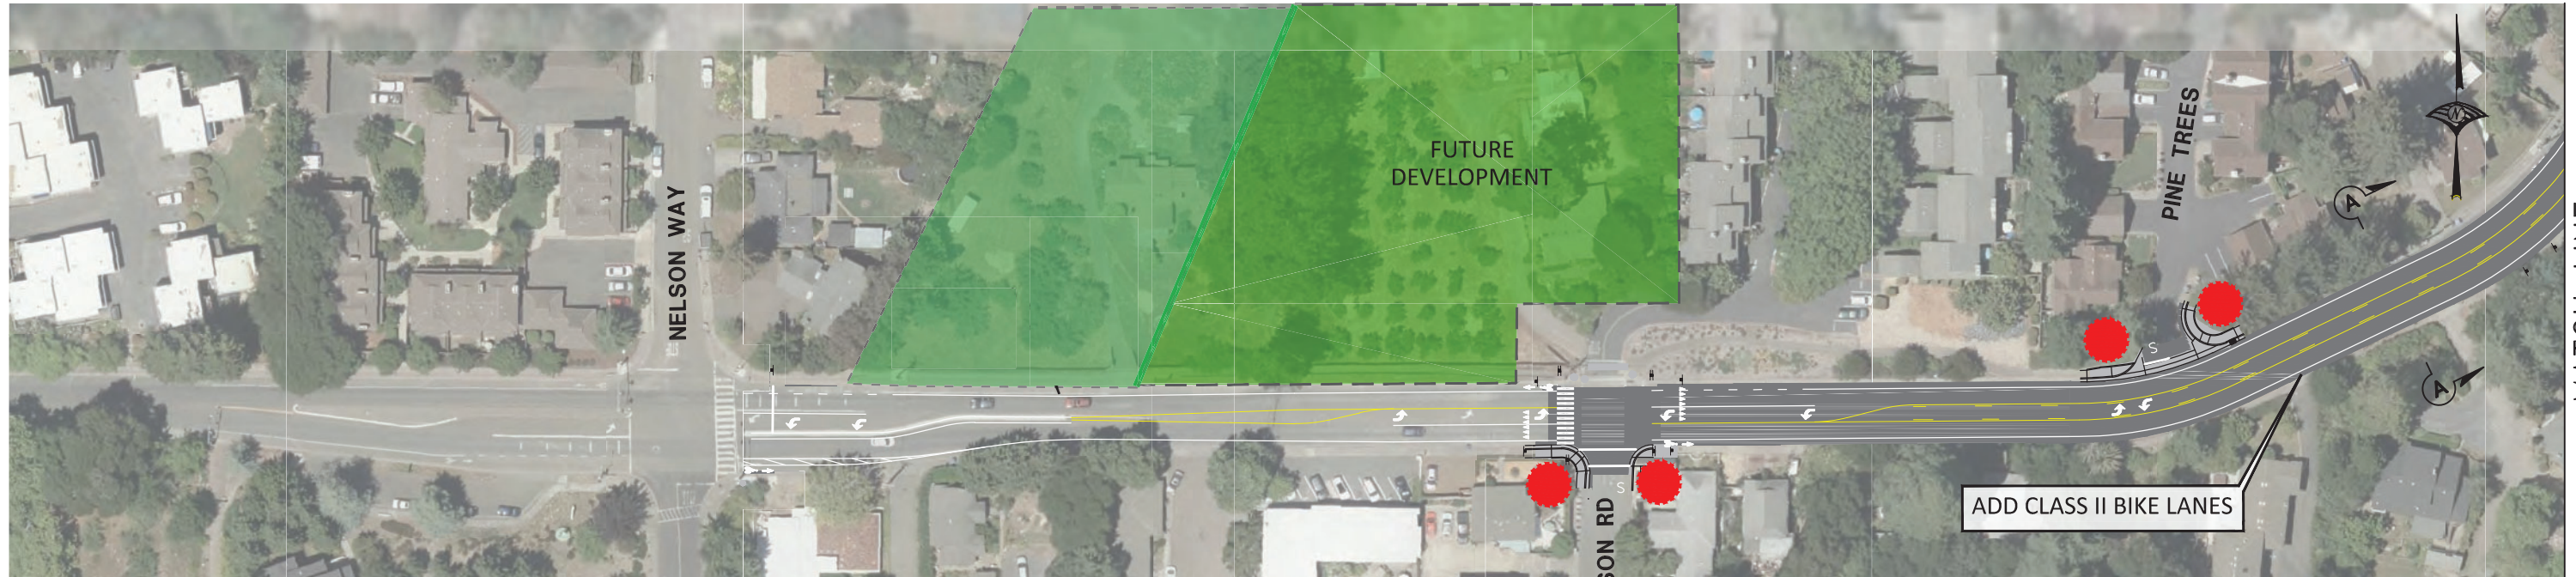 NELSON WAY
FUTURE
DEVELOPMENT
PINE TREES
N
A
A
S
S
SON RD
ADD CLASS II BIKE LANES